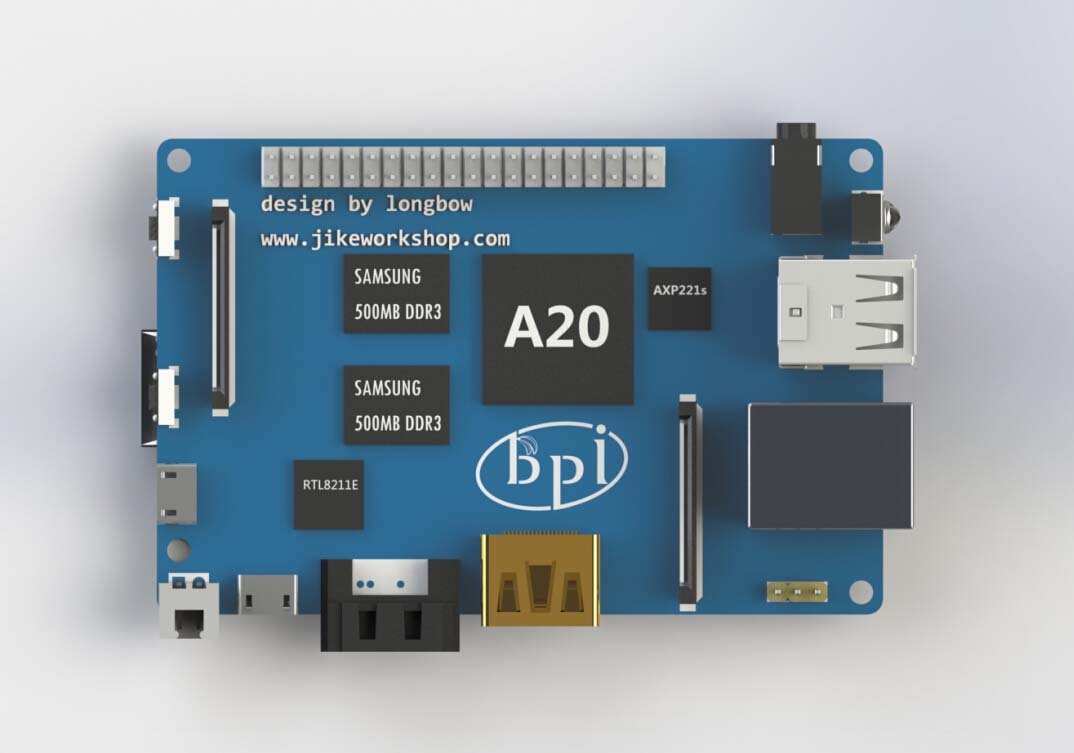 design by longbow
www.jikeworkshop.com
SAMSUNG
500MB DDR3
A20
AXP221s
SAMSUNG
500MB DDR3
bpi
RTL8211E